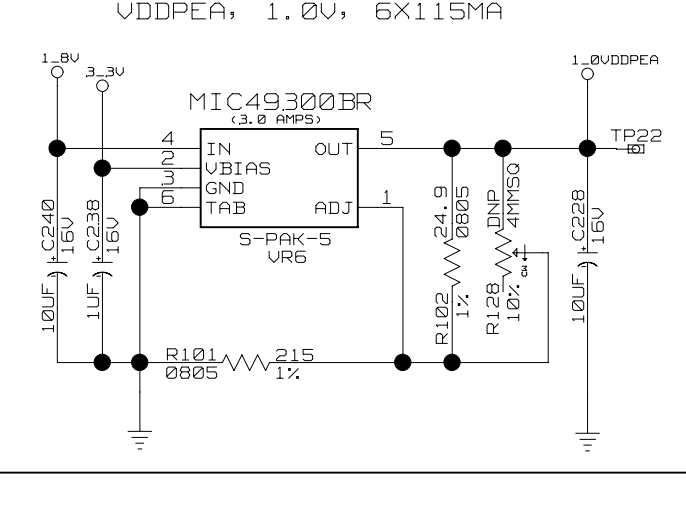 VDDPEA, 1.0V, 6X115MA
1_8V
3_3V
1_0VDDPEA
MIC49300BR
(3.0 AMPS)
TP22
4
IN
OUT
5
2
VBIAS
3
GND
6
TAB
ADJ
1
S-PAK-5
VR6
C240
16V
10UF
C238
16V
1UF
24.9
0805
R102
1%
DNP
4MMSQ
R128
10%
CW
C228
16V
10UF
R101
0805
215
1%